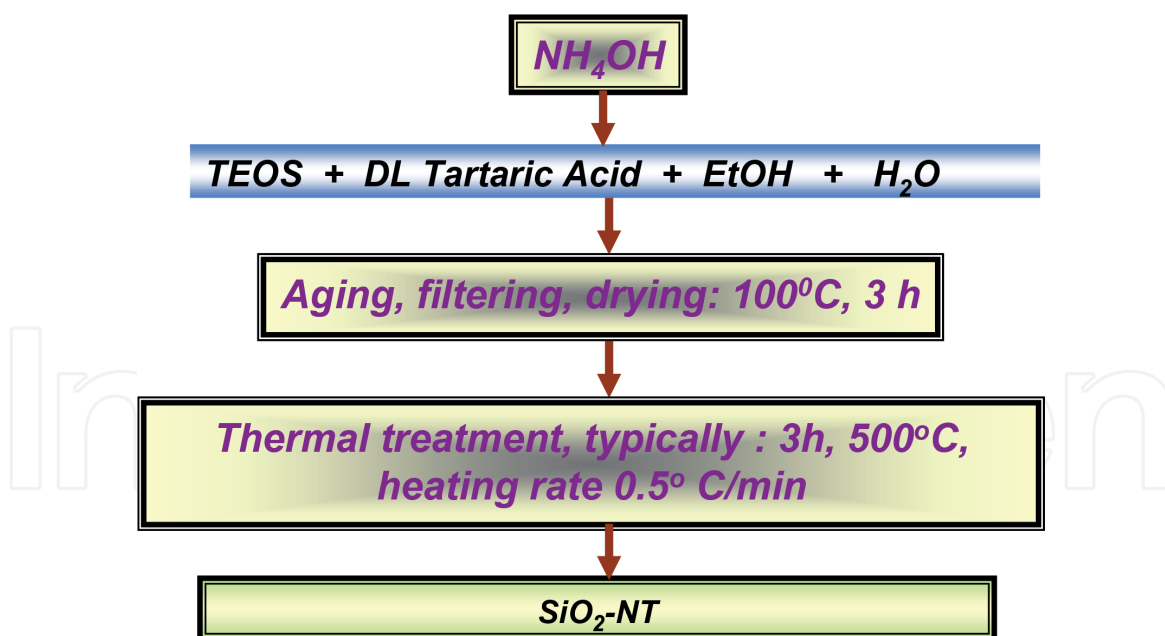 NH₄OH
TEOS + DL Tartaric Acid + EtOH + H₂O
Aging, filtering, drying: 100⁰C, 3 h
Thermal treatment, typically : 3h, 500ᵒC,
heating rate 0.5ᵒ C/min
SiO₂-NT